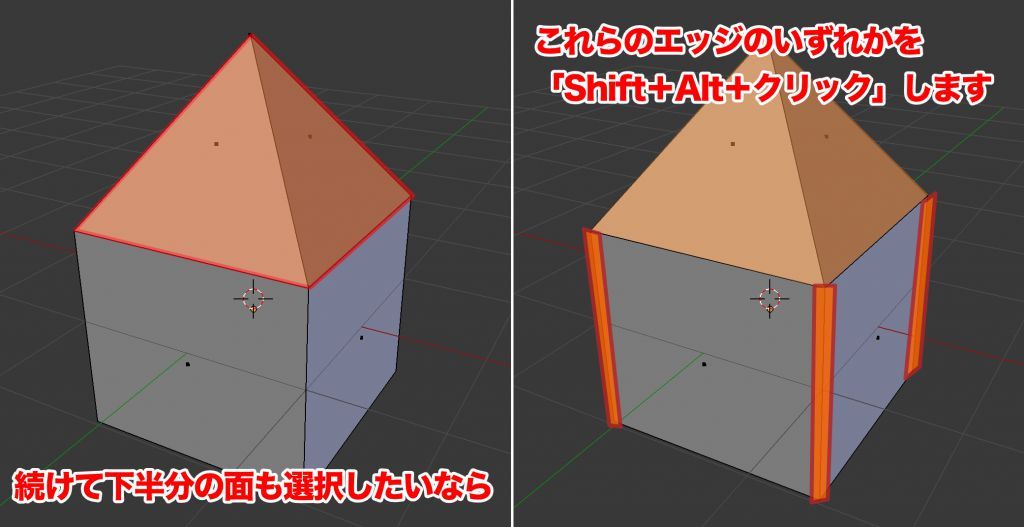 続けて下半分の面も選択したいなら
これらのエッジのいずれかを
「Shift＋Alt＋クリック」します